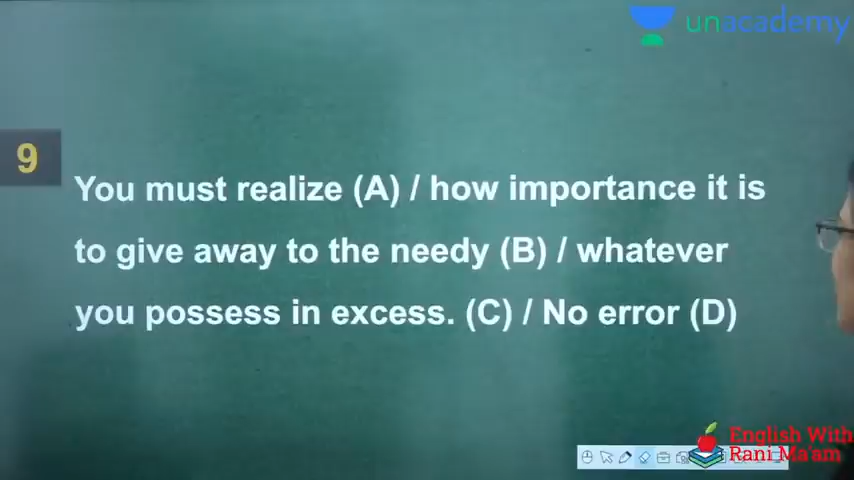 unacademy
9
You must realize (A) / how importance it is
to give away to the needy (B) / whatever
you possess in excess. (C) / No error (D)
English With
Rani Ma'am